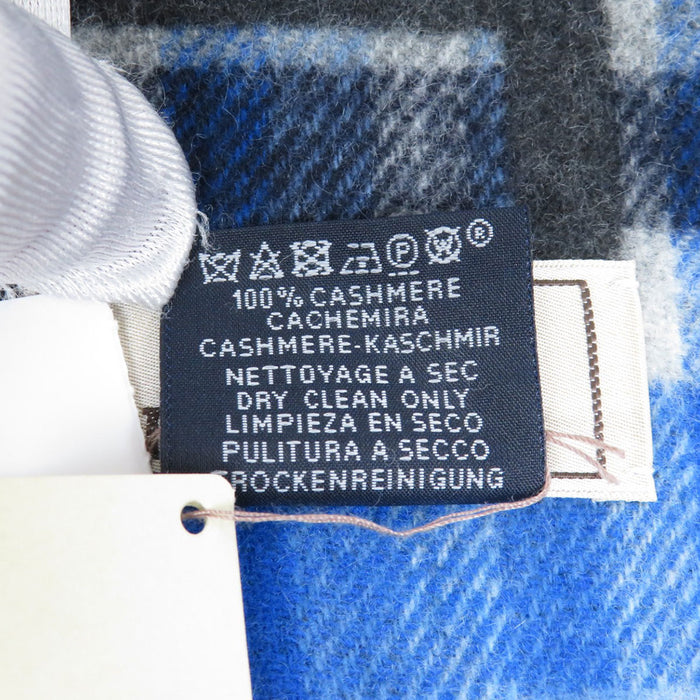 P W ®
100% CASHMERE
CACHEMIRA
CASHMERE-KASCHMIR
NETTOYAGE A SEC
DRY CLEAN ONLY
LIMPIEZA EN SECO
PULITURA A SECCO
TROCKENREINIGUNG